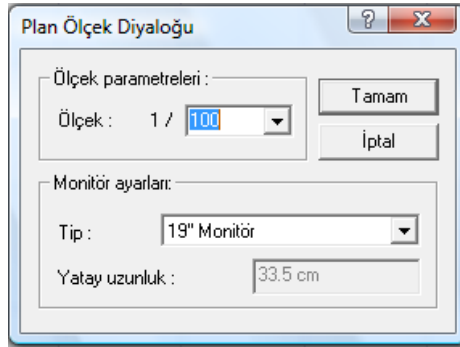 Plan Ölçek Diyaloğu
Ölçek parametreleri :
Ölçek : 1 / 100
Tamam
İptal
Monitör ayarları:
Tip : 19" Monitör
Yatay uzunluk : 33.5 cm